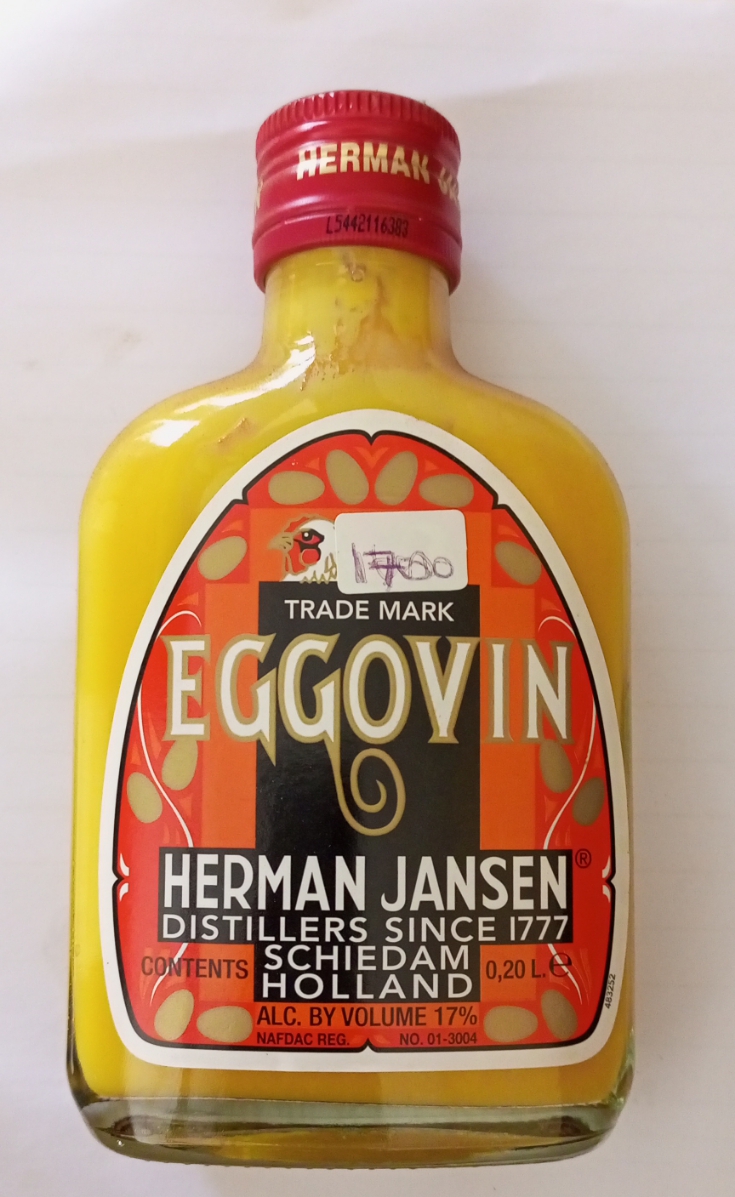 HERMAN
L5442116383
TRADE MARK
EGGOVIN
HERMAN JANSEN®
DISTILLERS SINCE 1777
CONTENTS SCHIEDAM 0,20 L.℮
HOLLAND
ALC. BY VOLUME 17%
NAFDAC REG. NO. 01-3004
483252